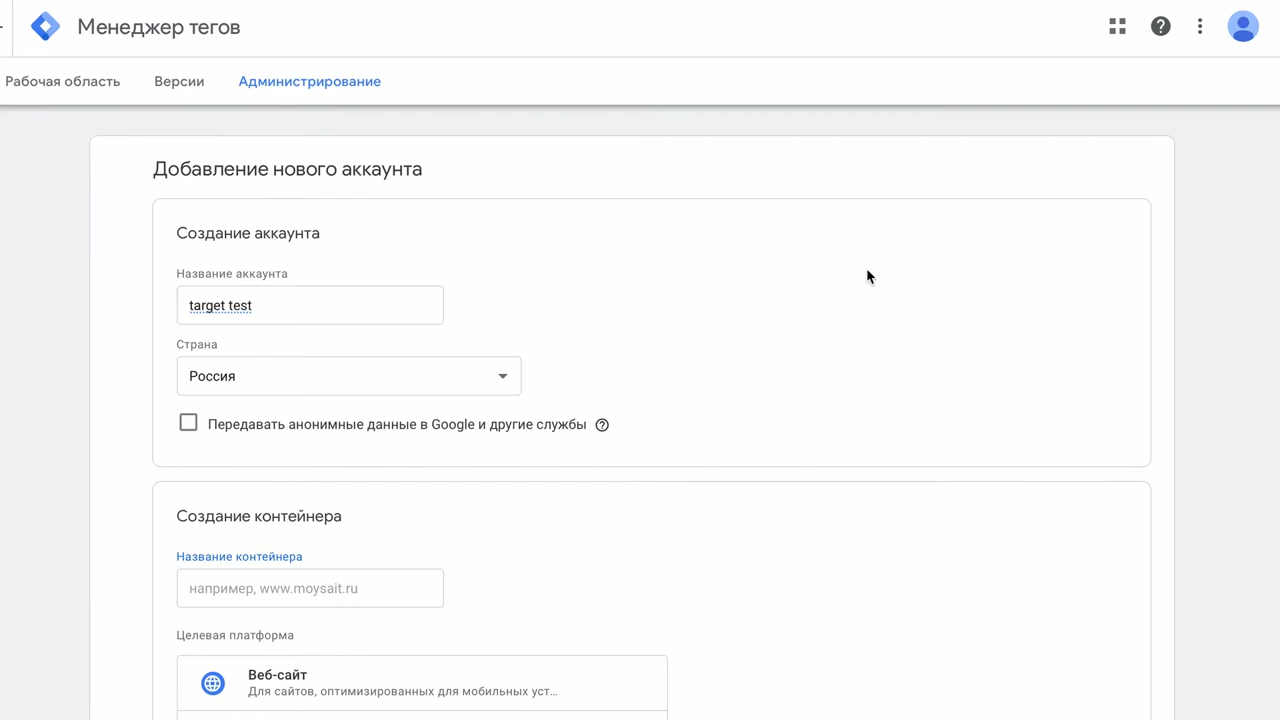 Менеджер тегов
Рабочая область Версии Администрирование
Добавление нового аккаунта
Создание аккаунта
Название аккаунта
target test
Страна
Россия
Передавать анонимные данные в Google и другие службы
Создание контейнера
Название контейнера
например, www.moysait.ru
Целевая платформа
Веб-сайт
Для сайтов, оптимизированных для мобильных уст...